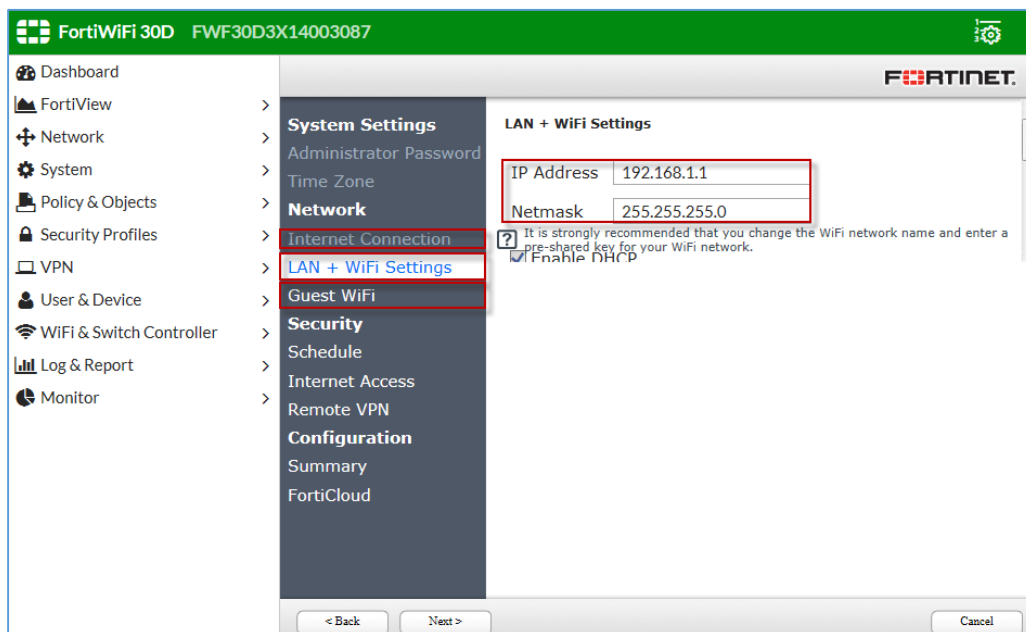 FortiWiFi 30D FWF30D3X14003087
Dashboard
FortiView
Network
System
Policy & Objects
Security Profiles
VPN
User & Device
WiFi & Switch Controller
Log & Report
Monitor
FORTINET.
System Settings
Administrator Password
Time Zone
Network
Internet Connection
LAN + WiFi Settings
Guest WiFi
Security
Schedule
Internet Access
Remote VPN
Configuration
Summary
FortiCloud
LAN + WiFi Settings
IP Address 192.168.1.1
Netmask 255.255.255.0
? It is strongly recommended that you change the WiFi network name and enter a
pre-shared key for your WiFi network.
Enable DHCP
< Back Next > Cancel